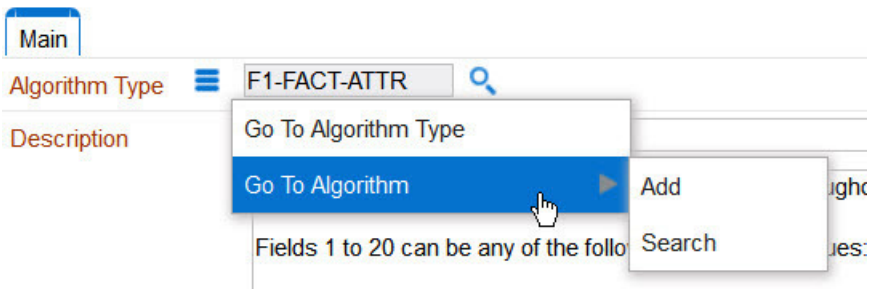 Main
Algorithm Type F1-FACT-ATTR
Go To Algorithm Type
Description
Go To Algorithm
Add
Search
Fields 1 to 20 can be any of the